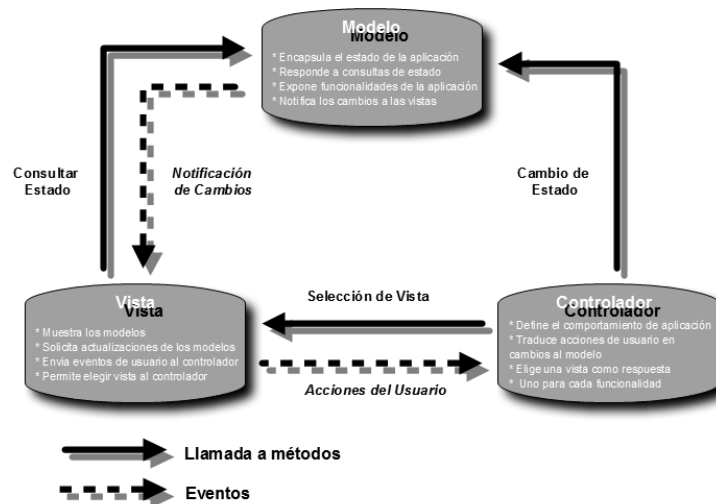 Modelo
* Encapsula el estado de la aplicación
* Responde a consultas de estado
* Expone funcionalidades de la aplicación
* Notifica los cambios a las vistas
Consultar
Estado
Notificación
de Cambios
Cambio de
Estado
Vista
* Muestra los modelos
* Solicita actualizaciones de los modelos
* Envia eventos de usuario al controlador
* Permite elegir vista al controlador
Selección de Vista
Acciones del Usuario
Controlador
* Define el comportamiento de aplicación
* Traduce acciones de usuario en
cambios al modelo
* Elige una vista como respuesta
* Uno para cada funcionalidad
Llamada a métodos
Eventos